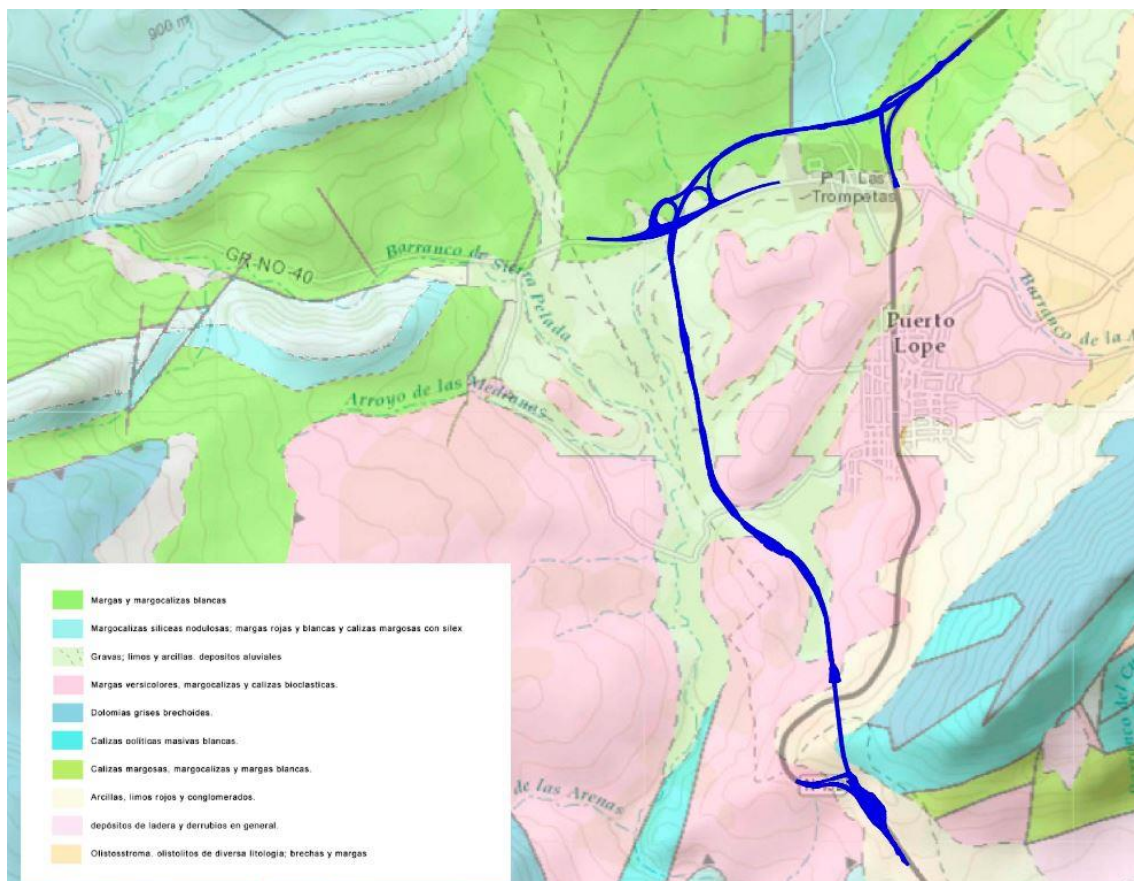 900 m
P. I. Las
Trompetas
GR-NO-40
Barranco de Sierra Pelada
Puerto
Lope
Barranco de la A
Arroyo de las Medranas
Margas y margocalizas blancas
Margocalizas siliceas nodulosas; margas rojas y blancas y calizas margosas con silex
Gravas; limos y arcillas. depositos aluviales
Margas versicolores, margocalizas y calizas bioclasticas.
Dolomias grises brechoides.
Calizas oolíticas masivas blancas.
Calizas margosas, margocalizas y margas blancas.
Arcillas, limos rojos y conglomerados.
depósitos de ladera y derrubios en general.
Olistosstroma. olistolitos de diversa litologia; brechas y margas
de las Arenas